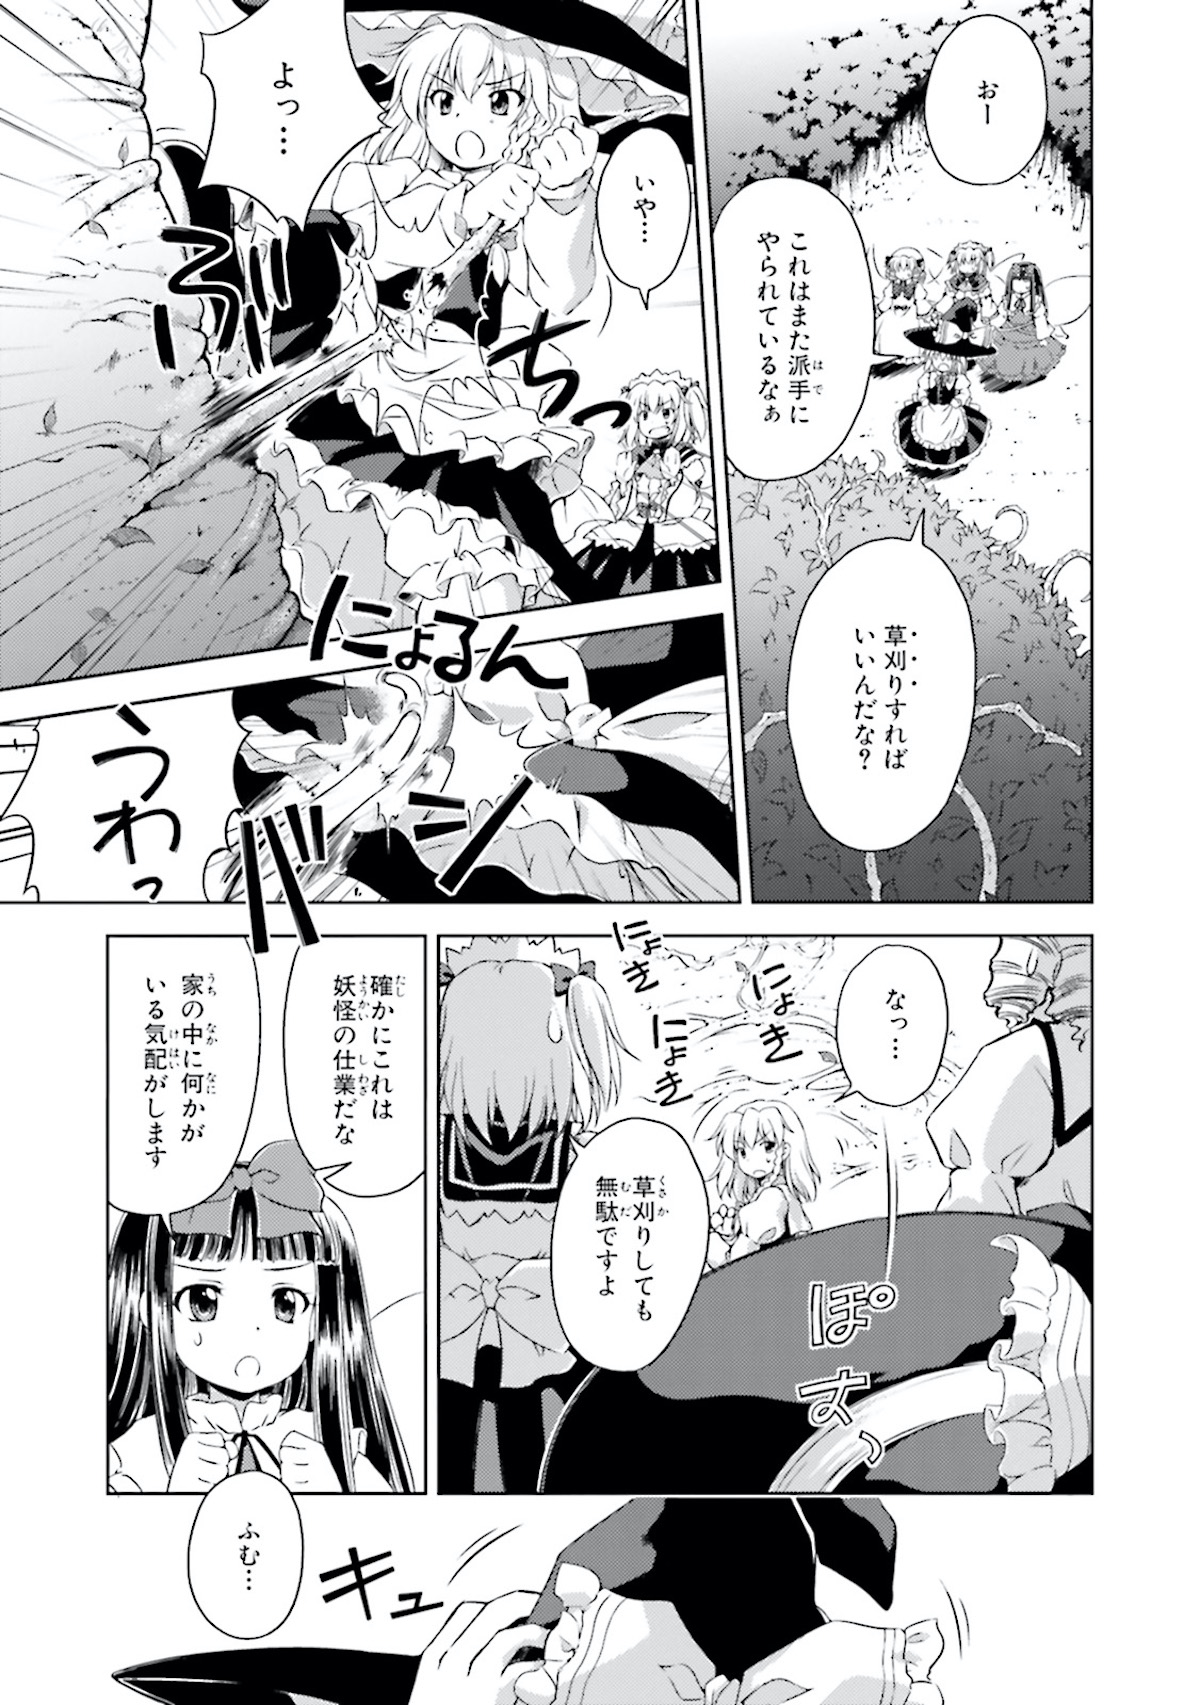 おー
これはまた派手に
やられているなぁ
草刈りすれば
いいんだな？
いや…
よっ…
ぶちっ
にょるん
バシン
うわっ
なっ…
にょき
にょき
にょき
ぽすっ
草刈りしても
無駄ですよ
確かにこれは
妖怪の仕業だな
家の中に何かが
いる気配がします
ふむ…
キュ